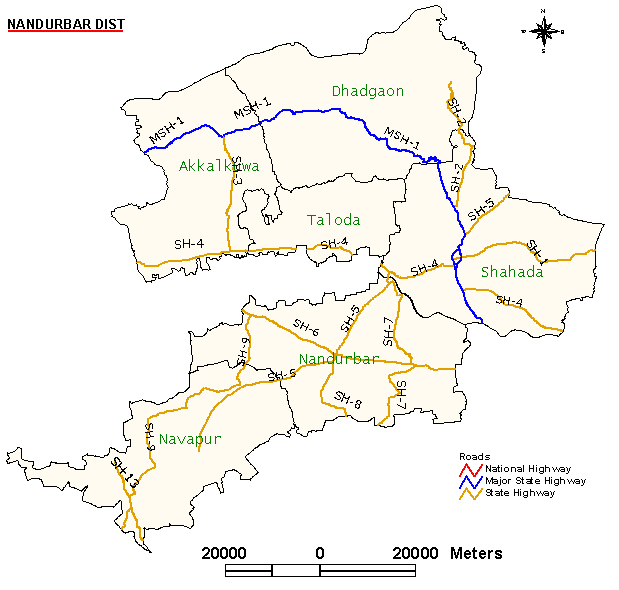 NANDURBAR DIST
N
S
Dhadgaon
MSH-1
MSH-1
MSH-1
SH-2
Akkalkuwa
SH-3
SH-2
SH-5
Taloda
SH-4
SH-4
SH-4
SH-1
Shahada
SH-4
SH-6
SH-5
SH-7
Nandurbar
SH-6
SH-5
SH-8
SH-7
SH-6
Navapur
SH-13
Roads
National Highway
Major State Highway
State Highway
20000 0 20000 Meters